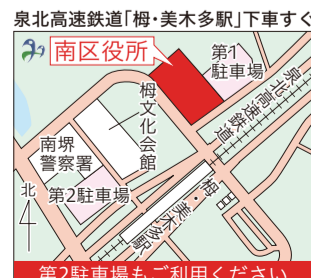 泉北高速鉄道「栂・美木多駅」下車すぐ
南区役所
第1
駐車場
泉北高速鉄道
栂文化会館
南堺
警察署
第2駐車場
北
栂・美木多駅
第2駐車場もご利用ください